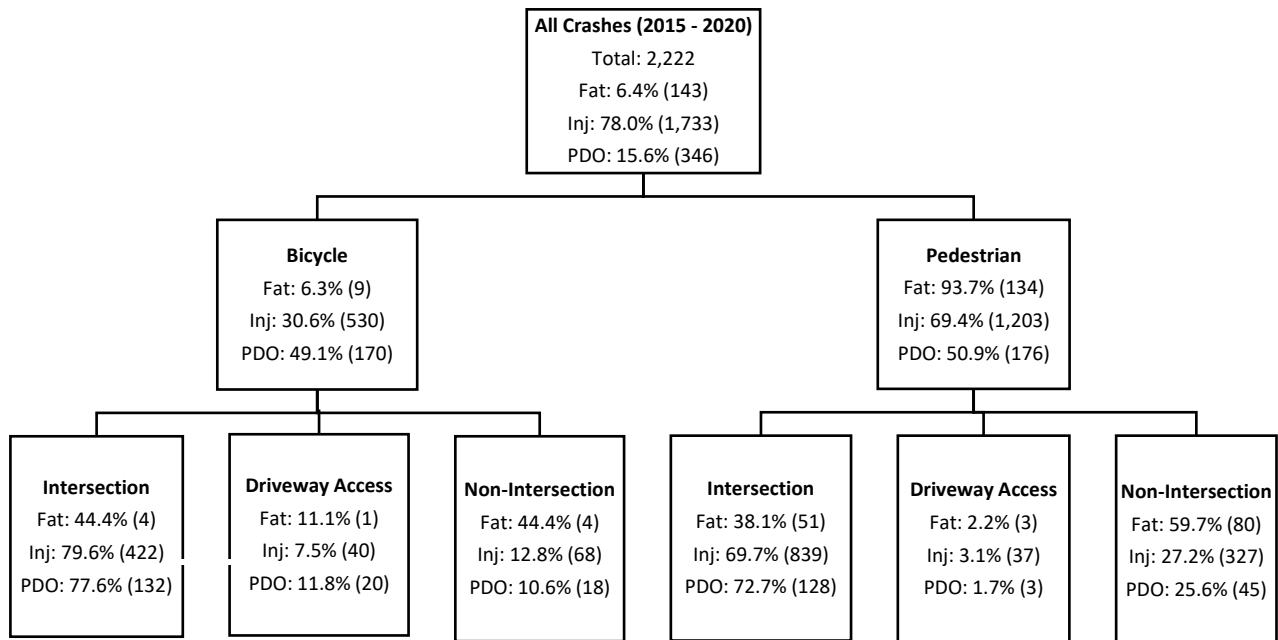 All Crashes (2015 - 2020)
Total: 2,222
Fat: 6.4% (143)
Inj: 78.0% (1,733)
PDO: 15.6% (346)
Bicycle
Fat: 6.3% (9)
Inj: 30.6% (530)
PDO: 49.1% (170)
Pedestrian
Fat: 93.7% (134)
Inj: 69.4% (1,203)
PDO: 50.9% (176)
Intersection
Fat: 44.4% (4)
Inj: 79.6% (422)
PDO: 77.6% (132)
Driveway Access
Fat: 11.1% (1)
Inj: 7.5% (40)
PDO: 11.8% (20)
Non-Intersection
Fat: 44.4% (4)
Inj: 12.8% (68)
PDO: 10.6% (18)
Intersection
Fat: 38.1% (51)
Inj: 69.7% (839)
PDO: 72.7% (128)
Driveway Access
Fat: 2.2% (3)
Inj: 3.1% (37)
PDO: 1.7% (3)
Non-Intersection
Fat: 59.7% (80)
Inj: 27.2% (327)
PDO: 25.6% (45)